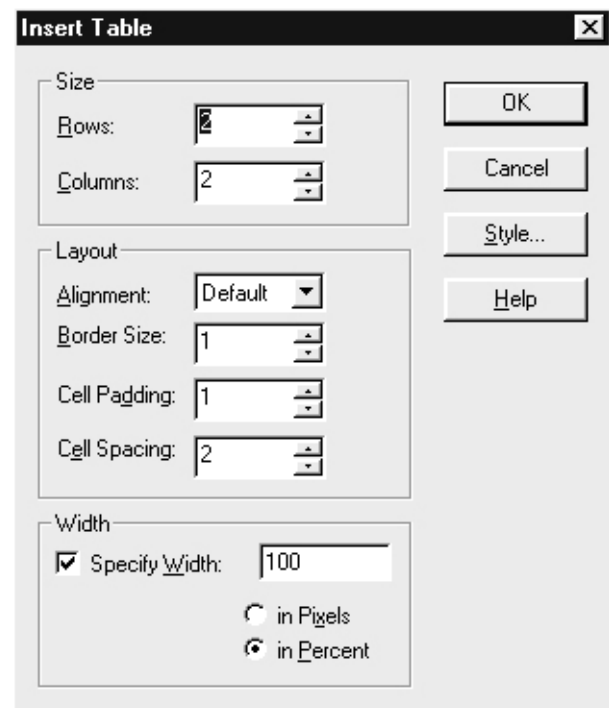 Insert Table
Size
Rows: 2
Columns: 2
Layout
Alignment: Default
Border Size: 1
Cell Padding: 1
Cell Spacing: 2
Width
Specify Width: 100
in Pixels
in Percent
OK
Cancel
Style...
Help